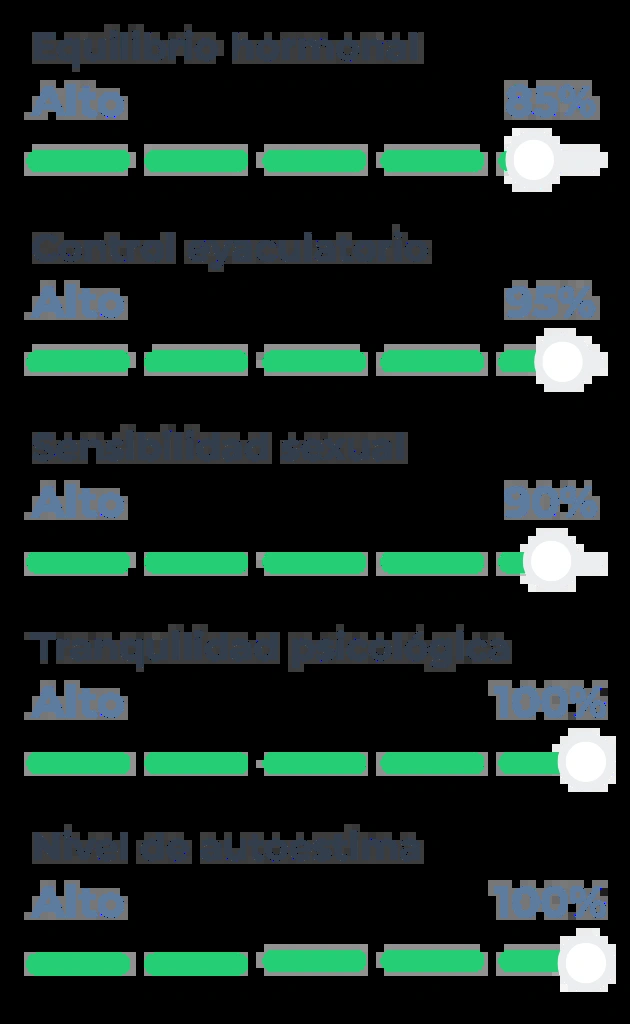 Equilibrio hormonal
Alto 85%
Control eyaculatorio
Alto 95%
Sensibilidad sexual
Alto 90%
Tranquilidad psicológica
Alto 100%
Nivel de autoestima
Alto 100%